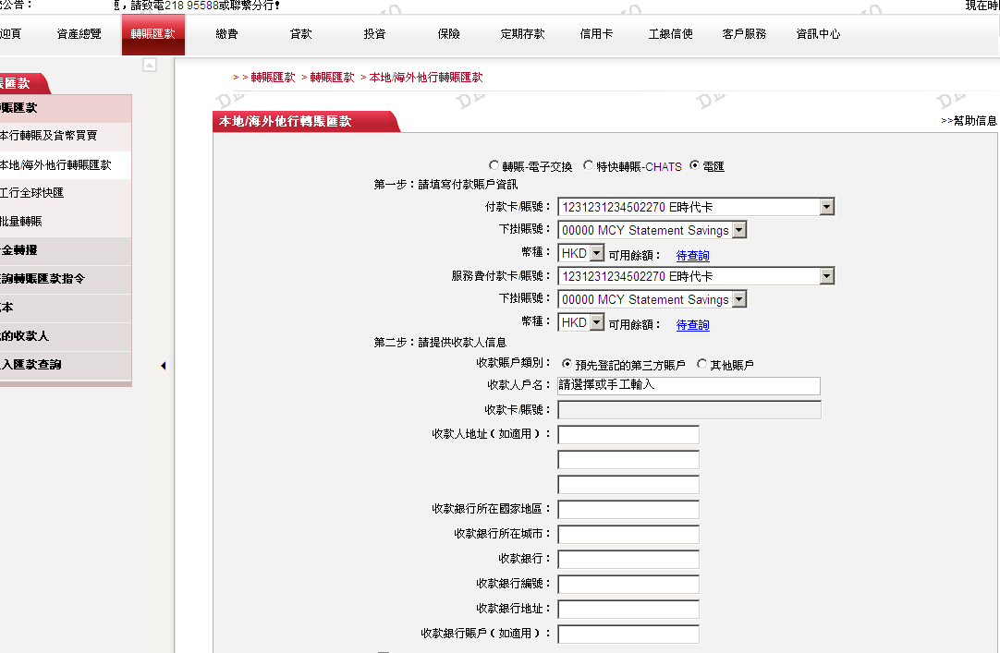 公告：
，請致電218 95588或聯繫分行!
現在時
迎頁 資產總覽 轉賬匯款 繳費 貸款 投資 保險 定期存款 信用卡 工銀信使 客戶服務 資訊中心
> > 轉賬匯款 > 轉賬匯款 > 本地/海外他行轉賬匯款
賬匯款
賬匯款
本行轉賬及貨幣買賣
本地/海外他行轉賬匯款
工行全球快匯
批量轉賬
金轉撥
詢轉賬匯款指令
本
的收款人
入匯款查詢
本地/海外他行轉賬匯款
>>幫助信息
轉賬-電子交換 特快轉賬-CHATS 電匯
第一步：請填寫付款賬戶資訊
付款卡/賬號： 1231231234502270 E時代卡
下掛賬號： 00000 MCY Statement Savings
幣種： HKD 可用餘額： 待查詢
服務費付款卡/賬號： 1231231234502270 E時代卡
下掛賬號： 00000 MCY Statement Savings
幣種： HKD 可用餘額： 待查詢
第二步：請提供收款人信息
收款賬戶類別： 預先登記的第三方賬戶 其他賬戶
收款人戶名： 請選擇或手工輸入
收款卡/賬號：
收款人地址（如適用）：
收款銀行所在國家地區：
收款銀行所在城市：
收款銀行：
收款銀行編號：
收款銀行地址：
收款銀行賬戶（如適用）：